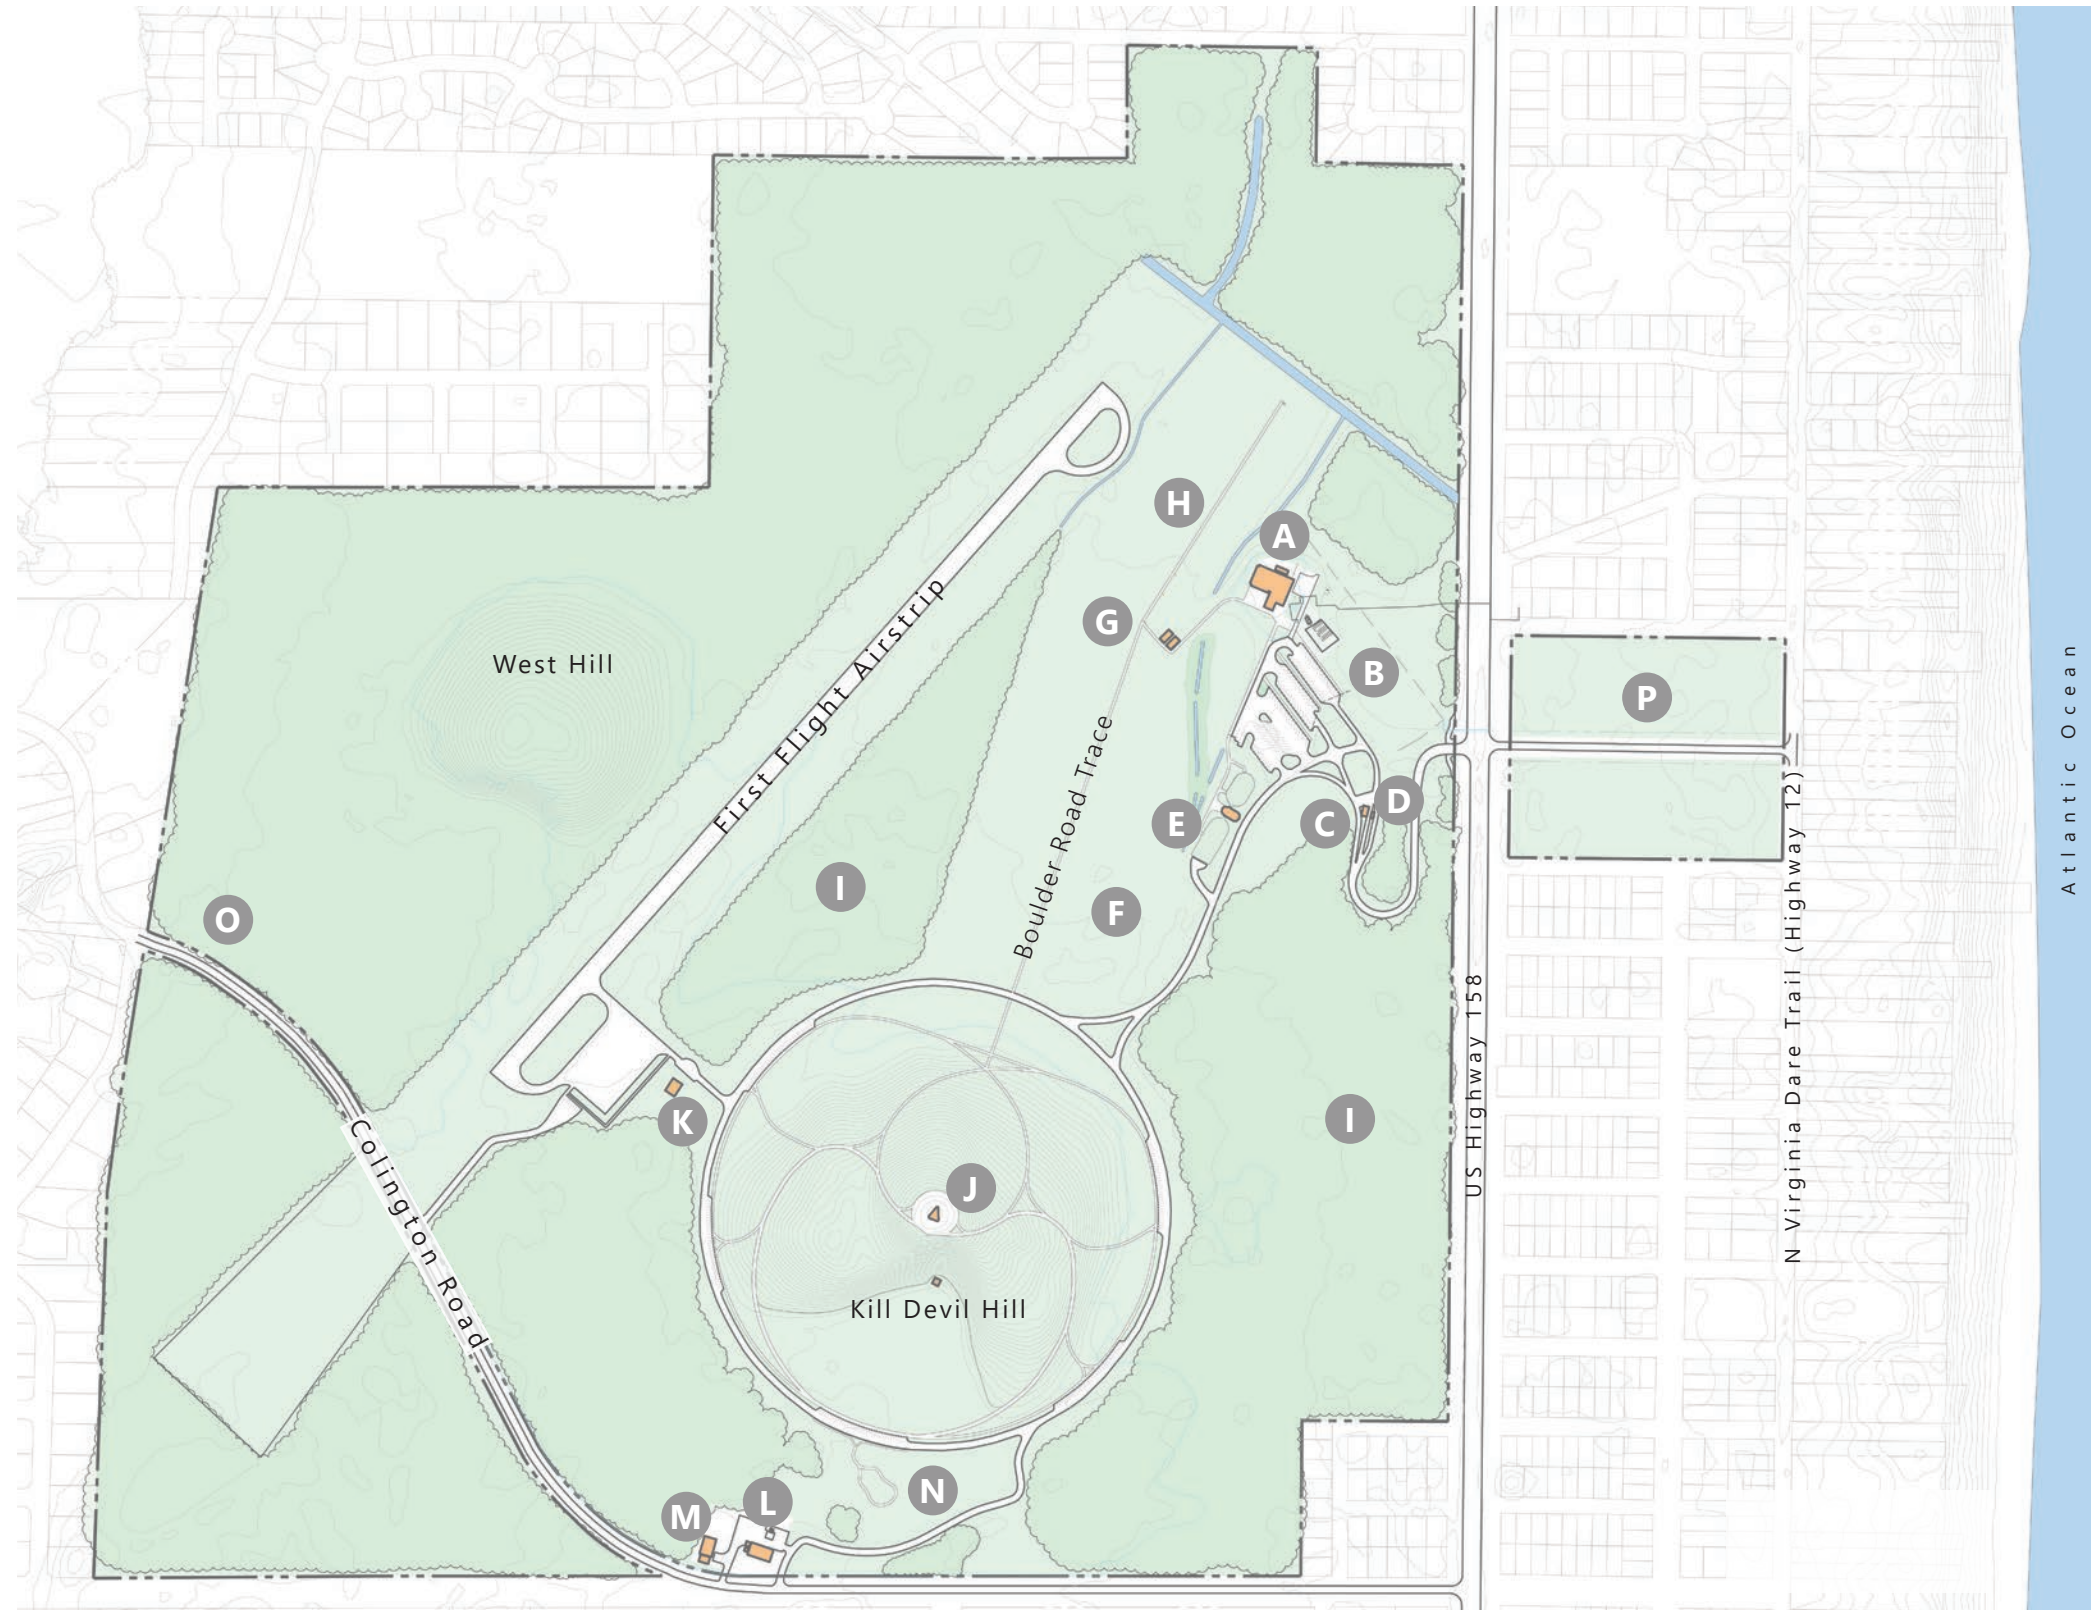 H
A
G
West Hill
B
P
First Flight Airstrip
Atlantic Ocean
Boulder Road Trace
D
E
C
I
F
O
N Virginia Dare Trail (Highway 12)
US Highway 158
K
I
Colington Road
J
Kill Devil Hill
N
L
M